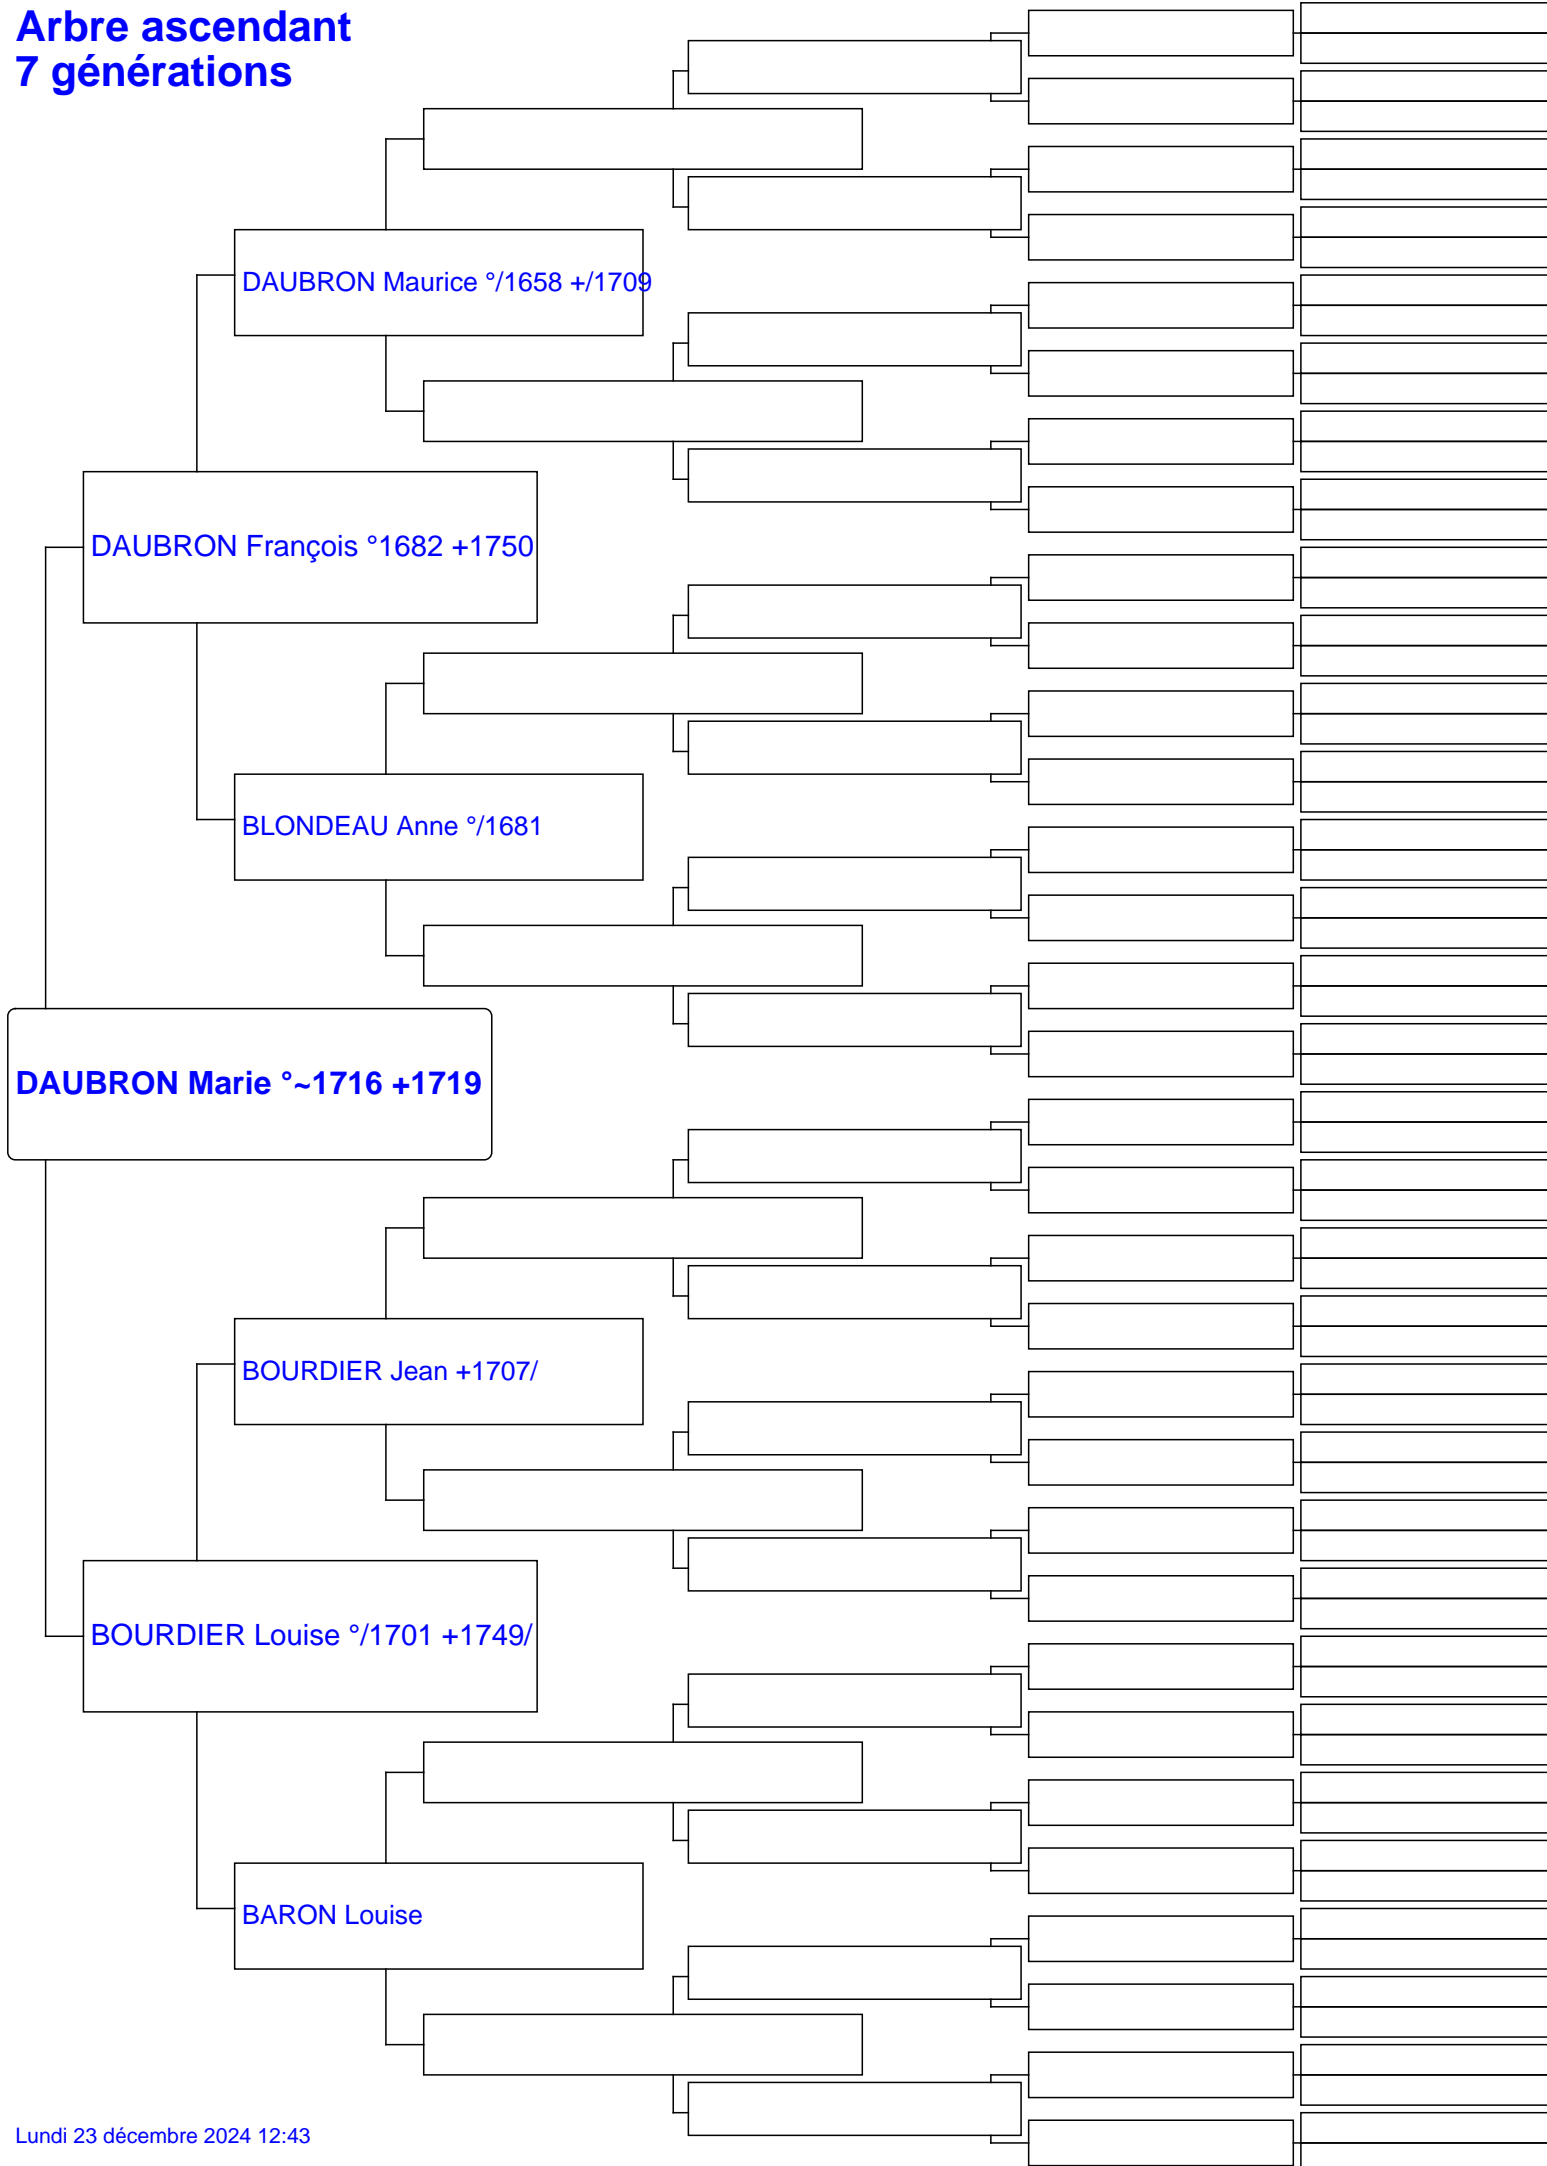 Arbre ascendant
7 générations
DAUBRON Maurice °/1658 +/1709
DAUBRON François °1682 +1750
BLONDEAU Anne °/1681
DAUBRON Marie °~1716 +1719
BOURDIER Jean +1707/
BOURDIER Louise °/1701 +1749/
BARON Louise
Lundi 23 décembre 2024 12:43